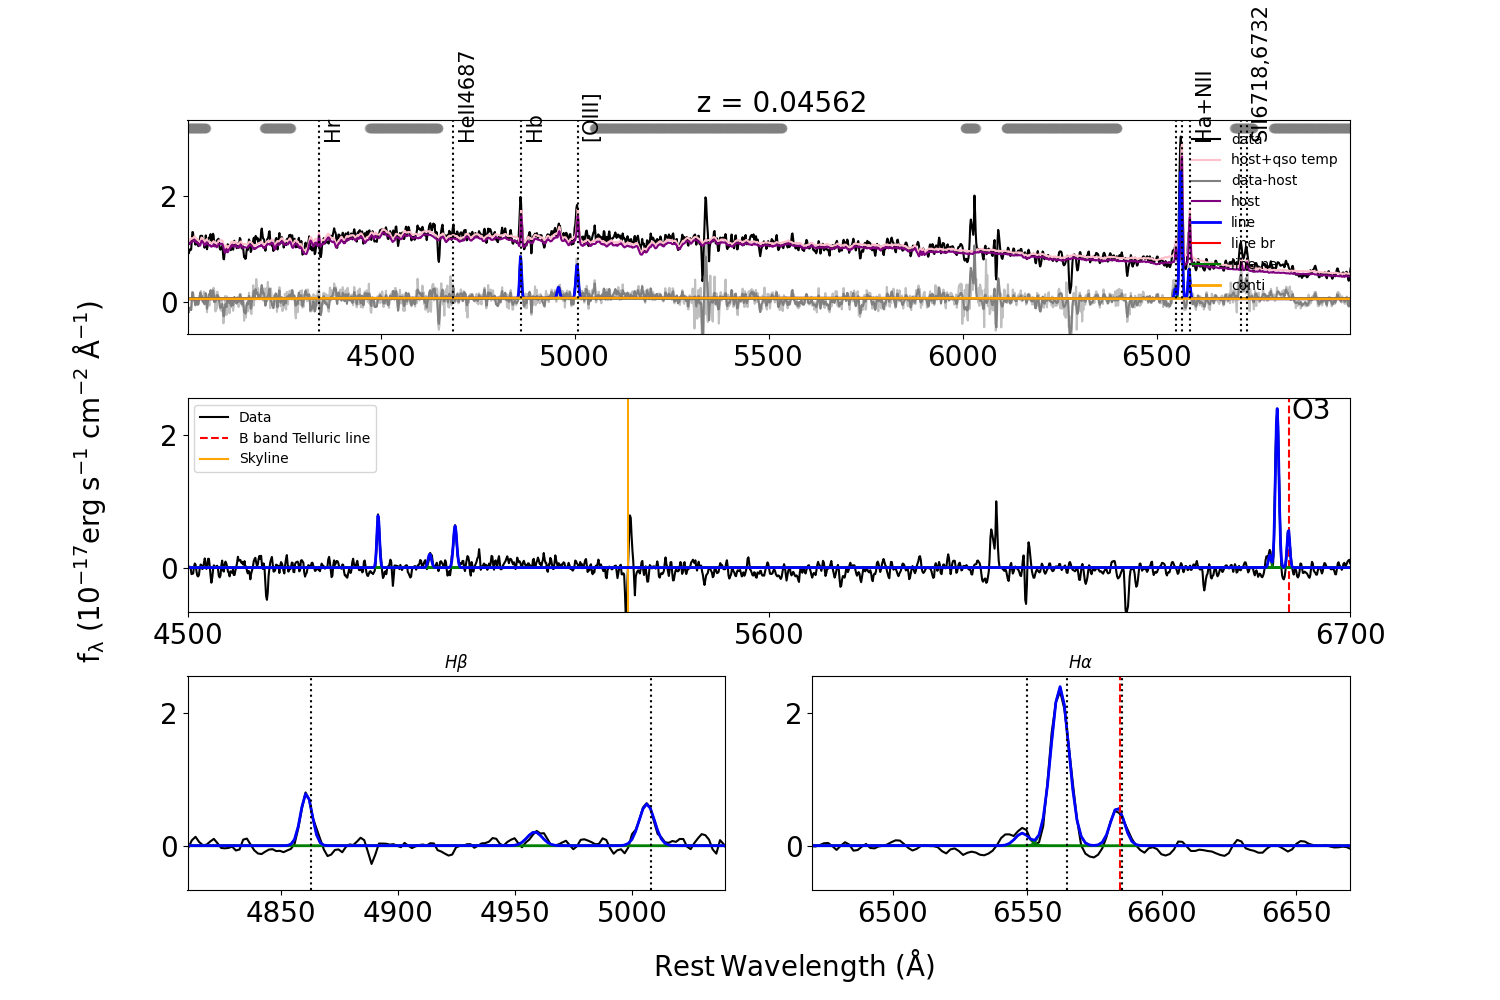 z = 0.04562
Hr
HeII4687
Hb
[OIII]
Ha+NII
SII6718,6732
data
host+qso temp
data-host
host
line
line br
conti
2
0
4500 5000 5500 6000 6500
fλ (10−17erg s−1 cm−2 Å−1)
Data
B band Telluric line
Skyline
O3
2
0
4500 5600 6700
Hβ
2
0
4850 4900 4950 5000
Hα
2
0
6500 6550 6600 6650
Rest Wavelength (Å)